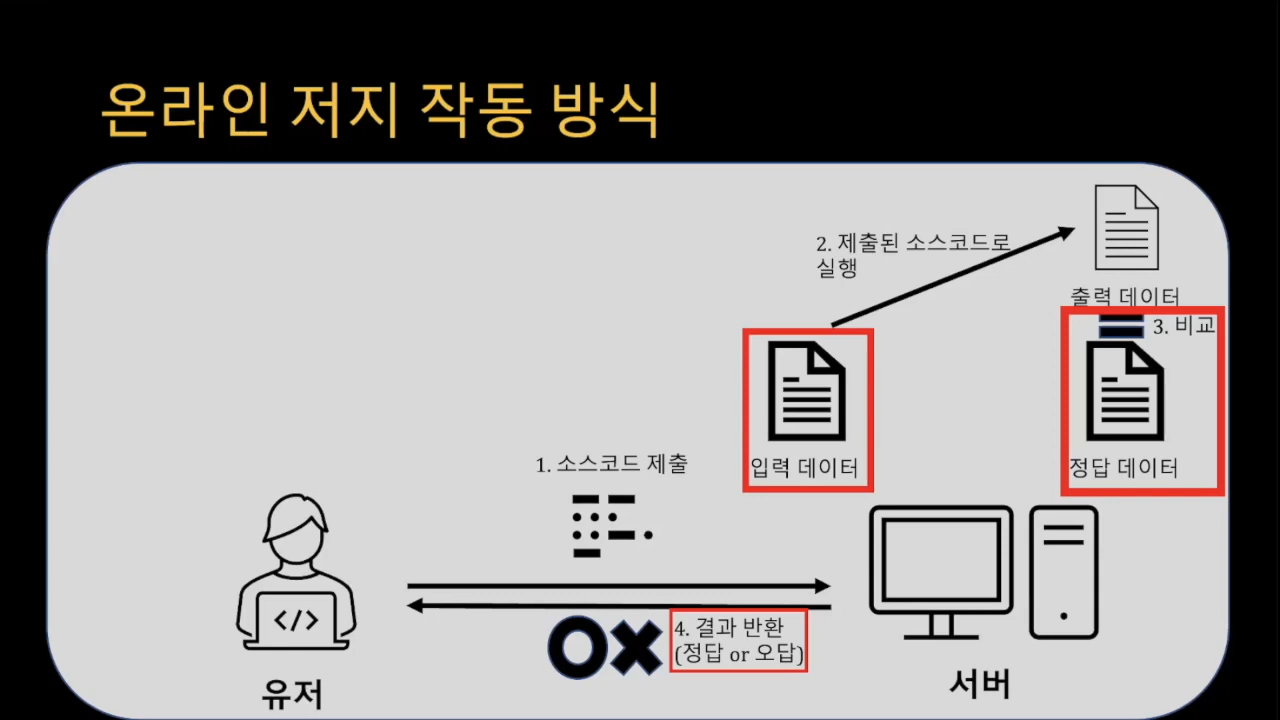 온라인 저지 작동 방식
2. 제출된 소스코드로
실행
출력 데이터
3. 비교
입력 데이터
정답 데이터
1. 소스코드 제출
</>
OX
4. 결과 반환
(정답 or 오답)
유저
서버